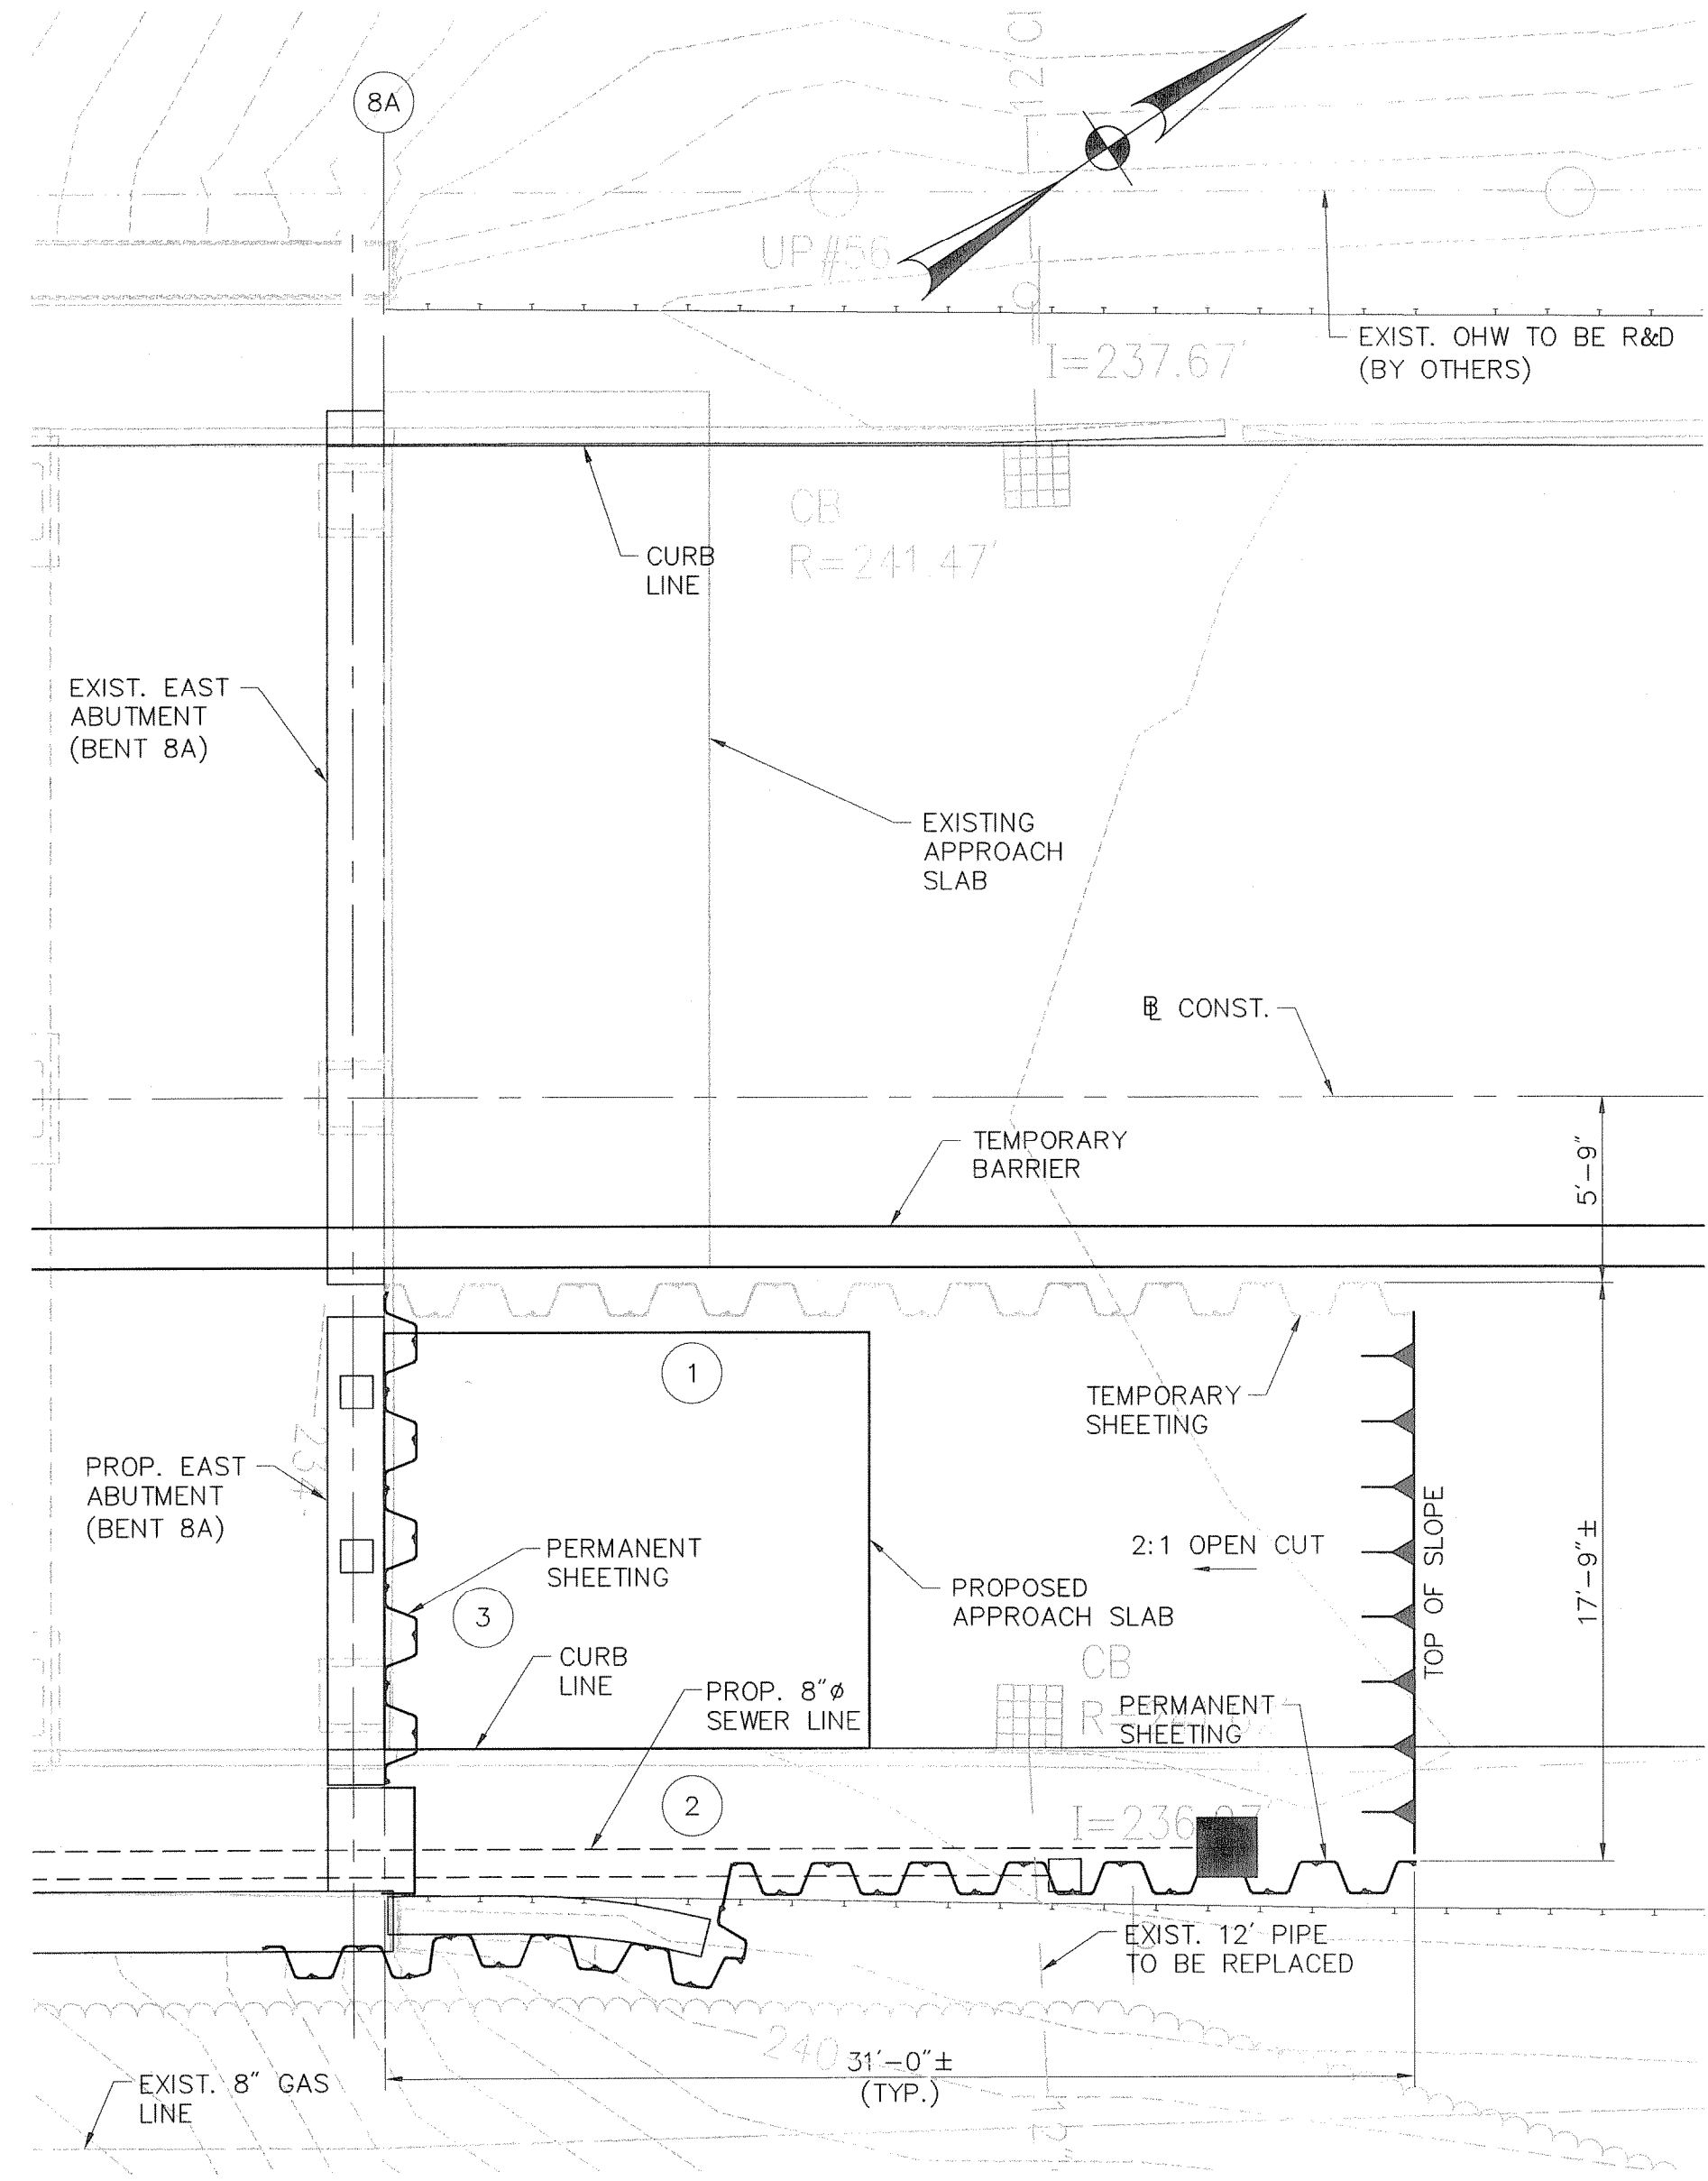 8A
12"C
UP#56
I=237.67'
EXIST. OHW TO BE R&D
(BY OTHERS)
CB
R=241.47'
CURB
LINE
EXIST. EAST
ABUTMENT
(BENT 8A)
EXISTING
APPROACH
SLAB
BL CONST.
TEMPORARY
BARRIER
5'-9"
1
TEMPORARY
SHEETING
234
PROP. EAST
ABUTMENT
(BENT 8A)
PERMANENT
SHEETING
2:1 OPEN CUT
TOP OF SLOPE
17'-9"±
3
PROPOSED
APPROACH SLAB
CURB
LINE
CB
PROP. 8"ø
SEWER LINE
PERMANENT
SHEETING
2
EXIST. 12' PIPE
TO BE REPLACED
240
31'-0"±
(TYP.)
EXIST. 8" GAS
LINE